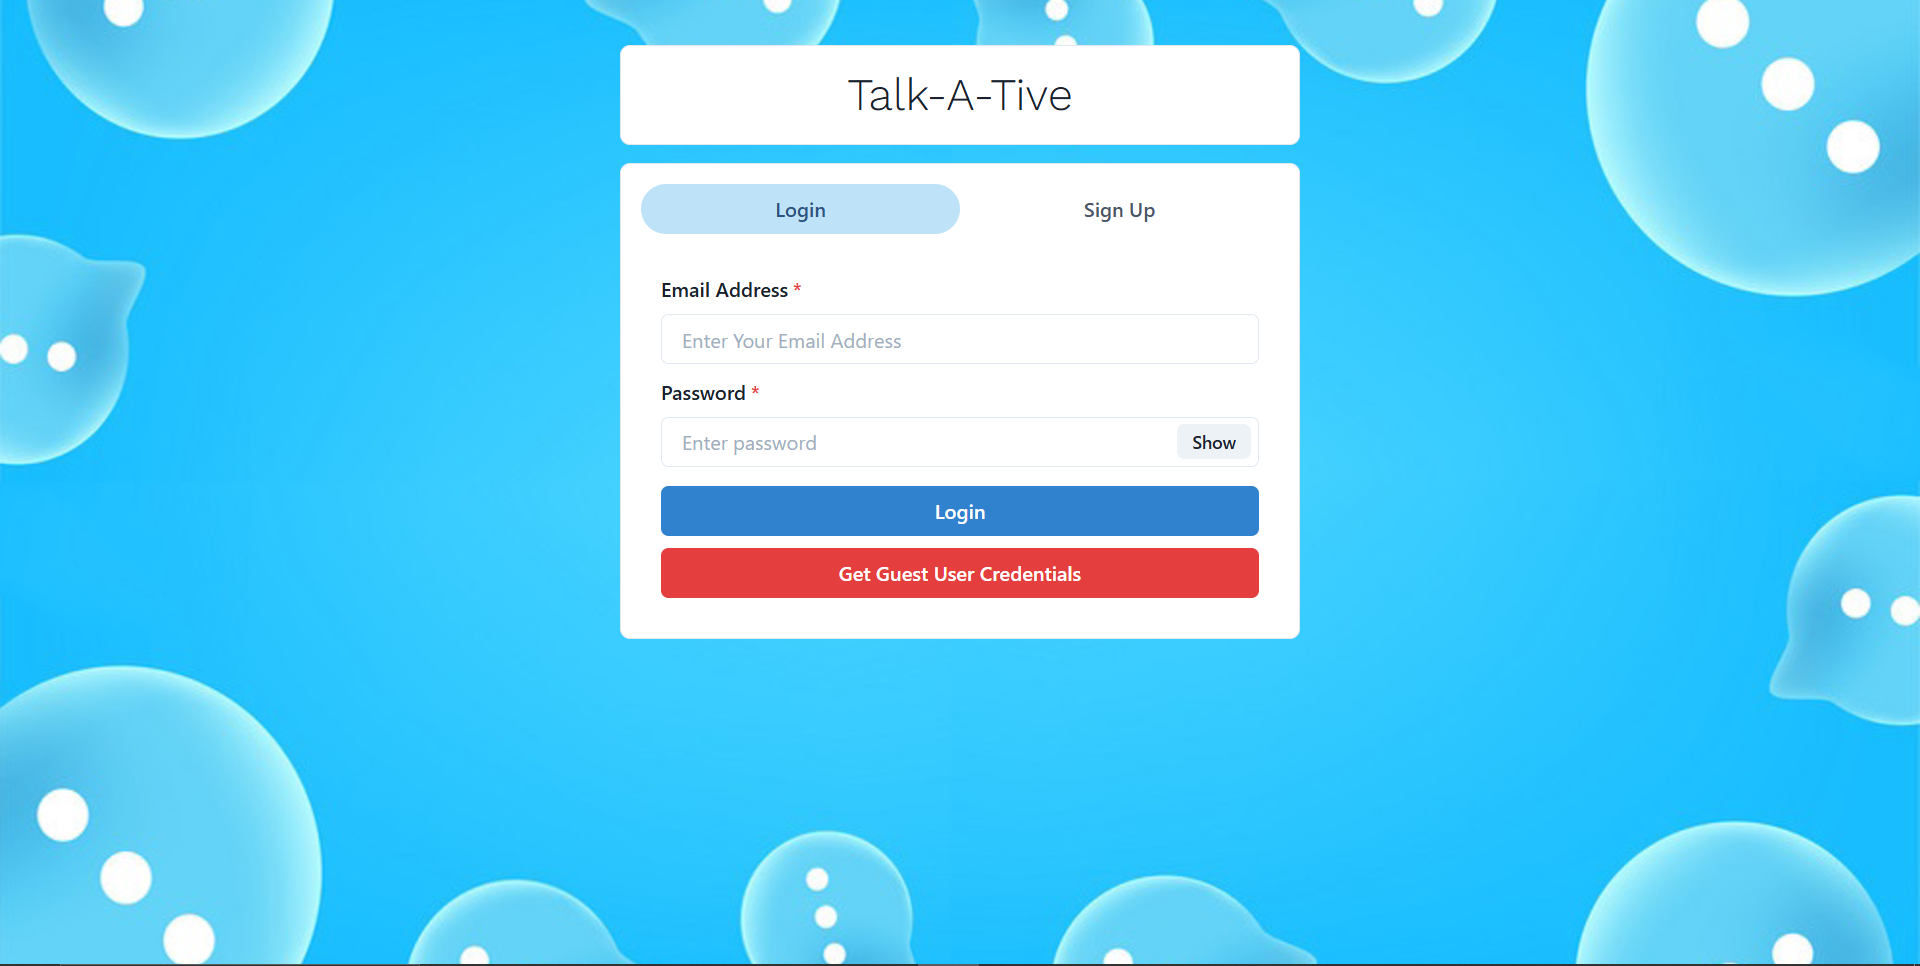 Talk-A-Tive
Login
Sign Up
Email Address *
Enter Your Email Address
Password *
Enter password
Show
Login
Get Guest User Credentials